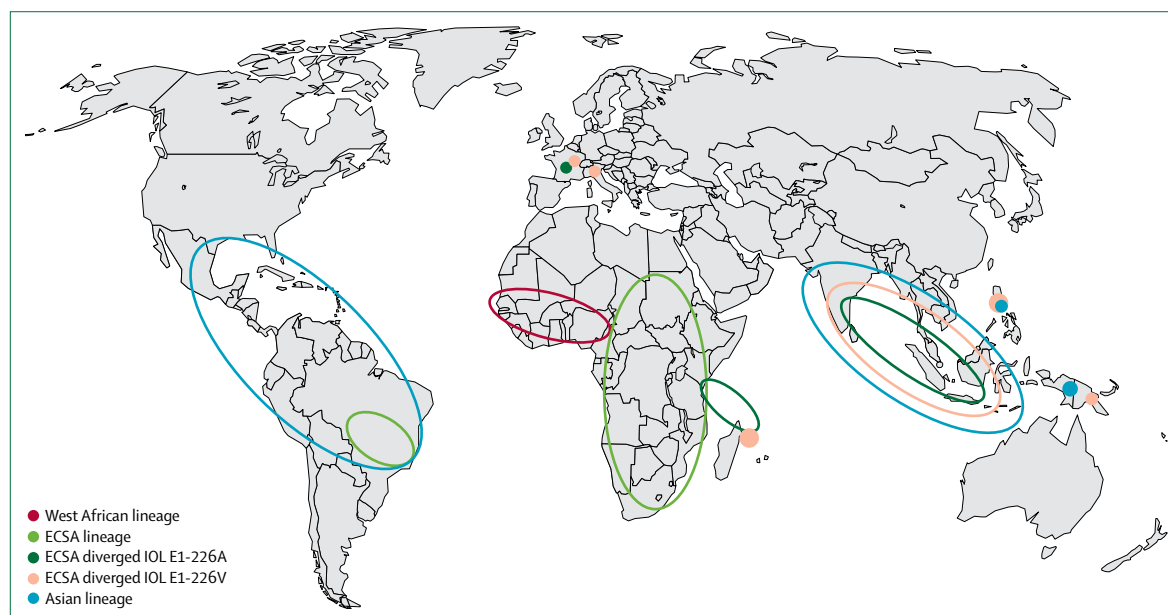 West African lineage
ECSA lineage
ECSA diverged IOL E1-226A
ECSA diverged IOL E1-226V
Asian lineage